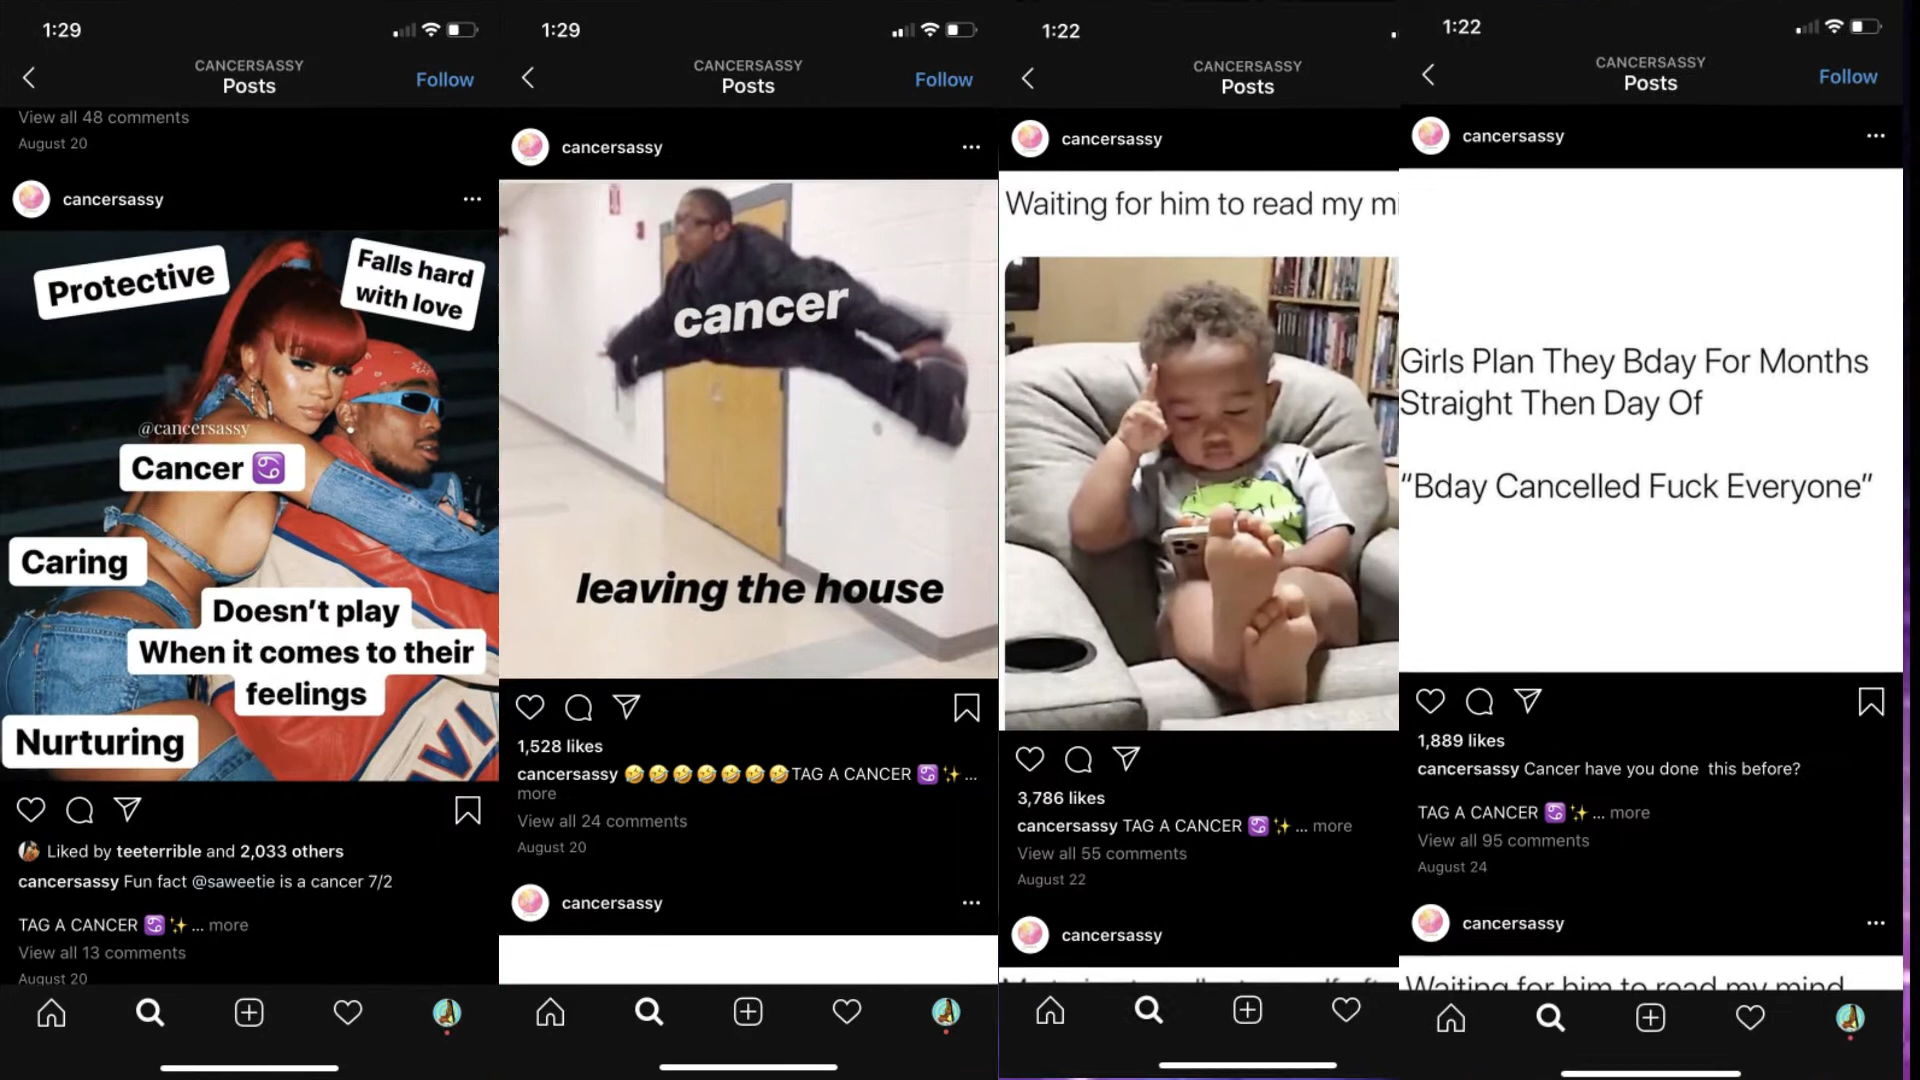 1:29
CANCERSASSY
Posts
Follow
View all 48 comments
August 20
cancersassy
Protective
Falls hard
with love
@cancersassy
Cancer ♋
Caring
Doesn't play
When it comes to their
feelings
Nurturing
Liked by teeterrible and 2,033 others
cancersassy Fun fact @saweetie is a cancer 7/2
TAG A CANCER ♋✨ ... more
View all 13 comments
August 20
1:29
CANCERSASSY
Posts
Follow
cancersassy
cancer
leaving the house
1,528 likes
cancersassy 🤣🤣🤣🤣🤣🤣🤣TAG A CANCER ♋✨ ...
more
View all 24 comments
August 20
cancersassy
1:22
CANCERSASSY
Posts
cancersassy
Waiting for him to read my mi
3,786 likes
cancersassy TAG A CANCER ♋✨ ... more
View all 55 comments
August 22
cancersassy
1:22
CANCERSASSY
Posts
Follow
cancersassy
Girls Plan They Bday For Months
Straight Then Day Of
“Bday Cancelled Fuck Everyone”
1,889 likes
cancersassy Cancer have you done this before?
TAG A CANCER ♋✨ ... more
View all 95 comments
August 24
cancersassy
Waiting for him to read my mind